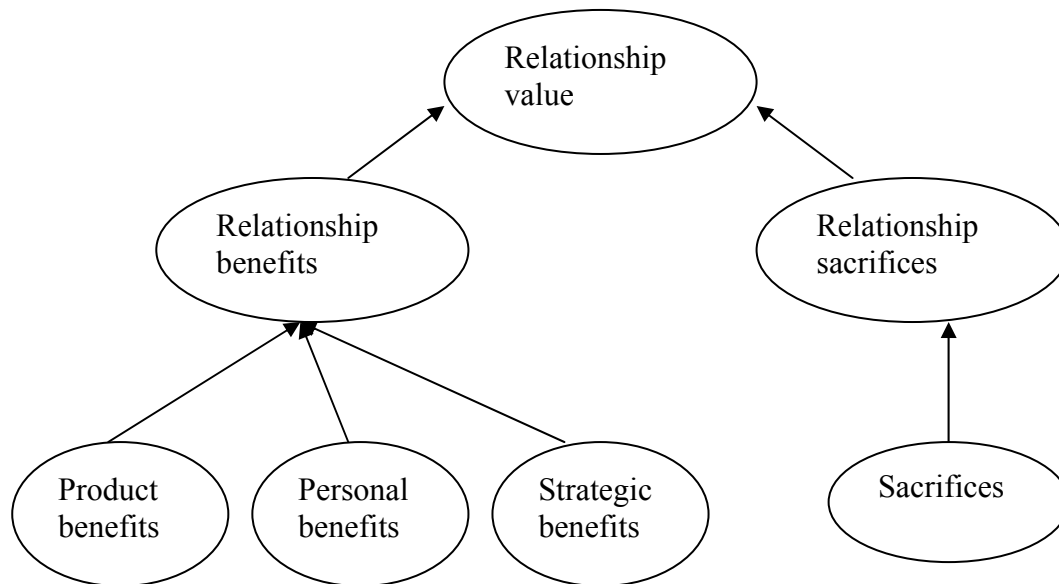 Relationship
value
Relationship
benefits
Relationship
sacrifices
Product
benefits
Personal
benefits
Strategic
benefits
Sacrifices